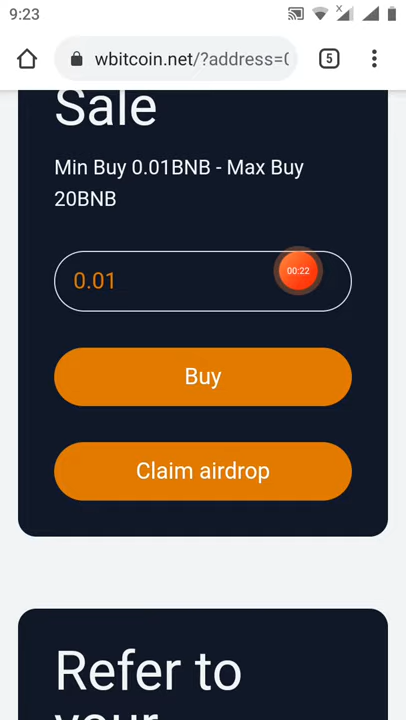 9:23
x
wbitcoin.net/?address=0
5
Sale
Min Buy 0.01BNB - Max Buy
20BNB
0.01
00:22
Buy
Claim airdrop
Refer to
your